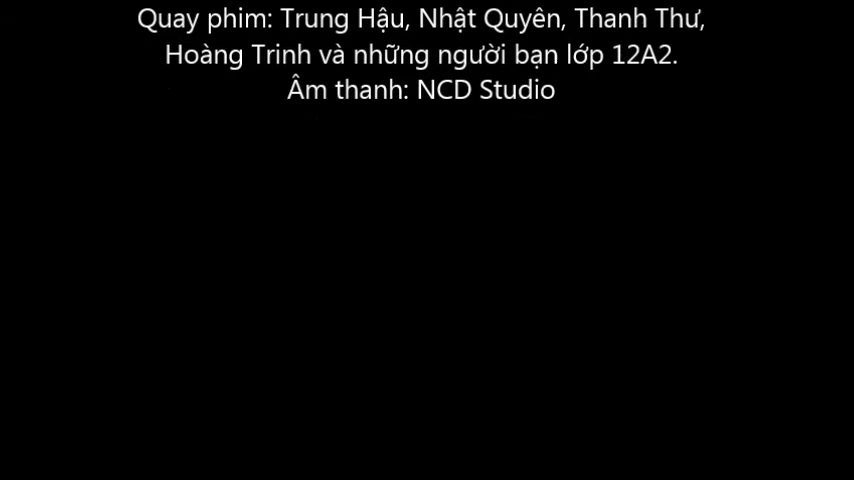 Quay phim: Trung Hậu, Nhật Quyên, Thanh Thư,
Hoàng Trinh và những người bạn lớp 12A2.
Âm thanh: NCD Studio